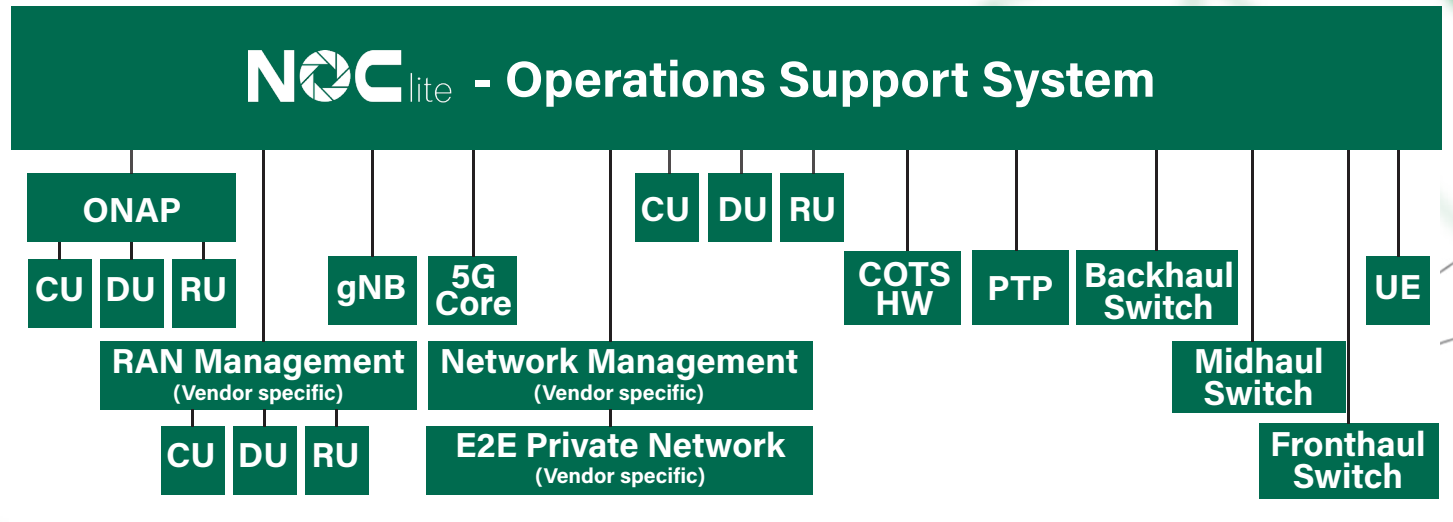 NOC lite - Operations Support System
ONAP
CU DU RU
CU DU RU
gNB
5G
Core
COTS
HW
PTP
Backhaul
Switch
UE
RAN Management
(Vendor specific)
CU DU RU
Network Management
(Vendor specific)
E2E Private Network
(Vendor specific)
Midhaul
Switch
Fronthaul
Switch